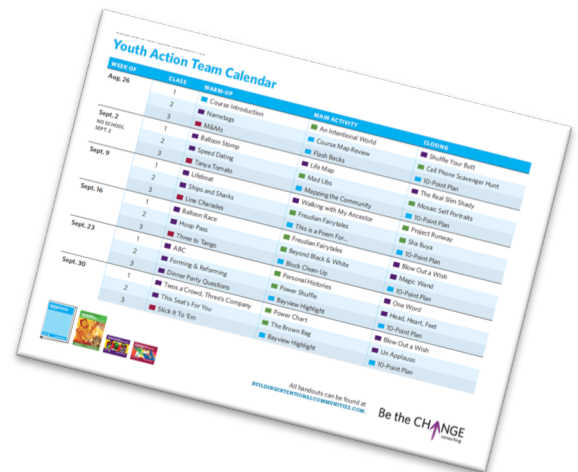 Youth Action Team Calendar
WEEK OF CLASS WARM-UP MAIN ACTIVITY CLOSING
Aug. 26 1 Course Introduction An Intentional World Shuffle Your Butt
2 Nametags Course Map Review Cell Phone Scavenger Hunt
3 M&Ms Flash Backs 10-Point Plan
Sept. 2 1 Balloon Stomp Life Map The Real Slim Shady
NO SCHOOL 2 Speed Dating Mad Libs Mosaic Self Portraits
SEPT. 2 3 Tanya Tomato Mapping the Community 10-Point Plan
Sept. 9 1 Lifeboat Walking with My Ancestor Project Runway
2 Ships and Sharks Freudian Fairytales Sha Buya
3 Line Charades This is a Poem For... 10-Point Plan
Sept. 16 1 Balloon Race Freudian Fairytales Blow Out a Wish
2 Hoop Pass Beyond Black & White Magic Wand
3 Three to Tango Block Clean-Up 10-Point Plan
Sept. 23 1 ABC Personal Histories One Word
2 Forming & Reforming Power Shuffle Head, Heart, Feet
3 Dinner Party Questions Bayview Highlight 10-Point Plan
Sept. 30 1 Twos a Crowd, Three's Company Power Chart Blow Out a Wish
2 This Seat's For You The Brown Bag Un Applauso
3 Stick It To 'Em Bayview Highlight 10-Point Plan
All handouts can be found at
BUILDINGINTENTIONALCOMMUNITIES.COM.
Be the CHANGE
consulting